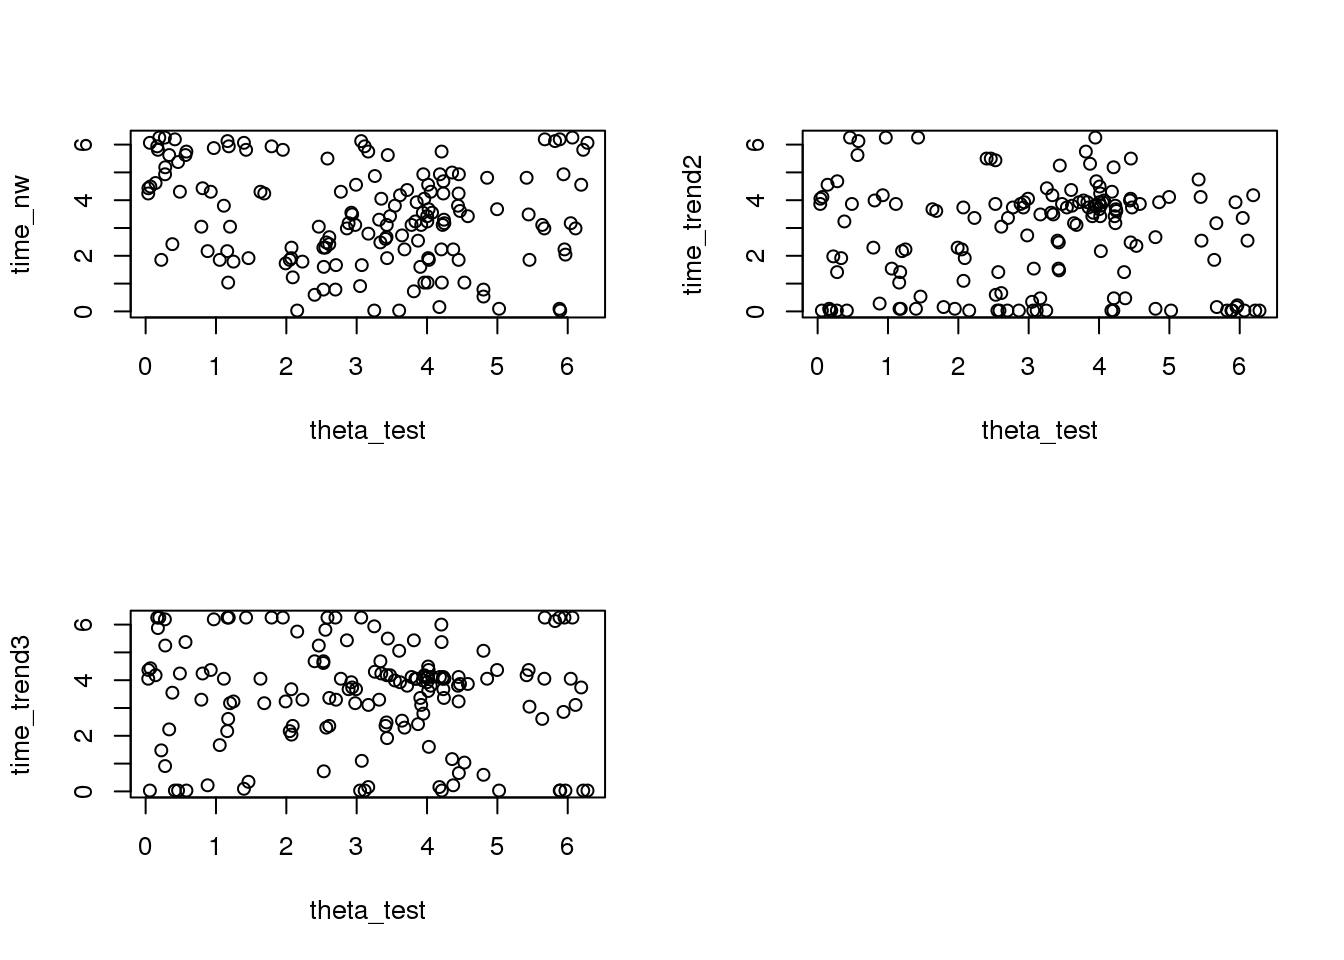 time_nw
0 2 4 6
0 1 2 3 4 5 6
theta_test
time_trend2
0 2 4 6
0 1 2 3 4 5 6
theta_test
time_trend3
0 2 4 6
0 1 2 3 4 5 6
theta_test